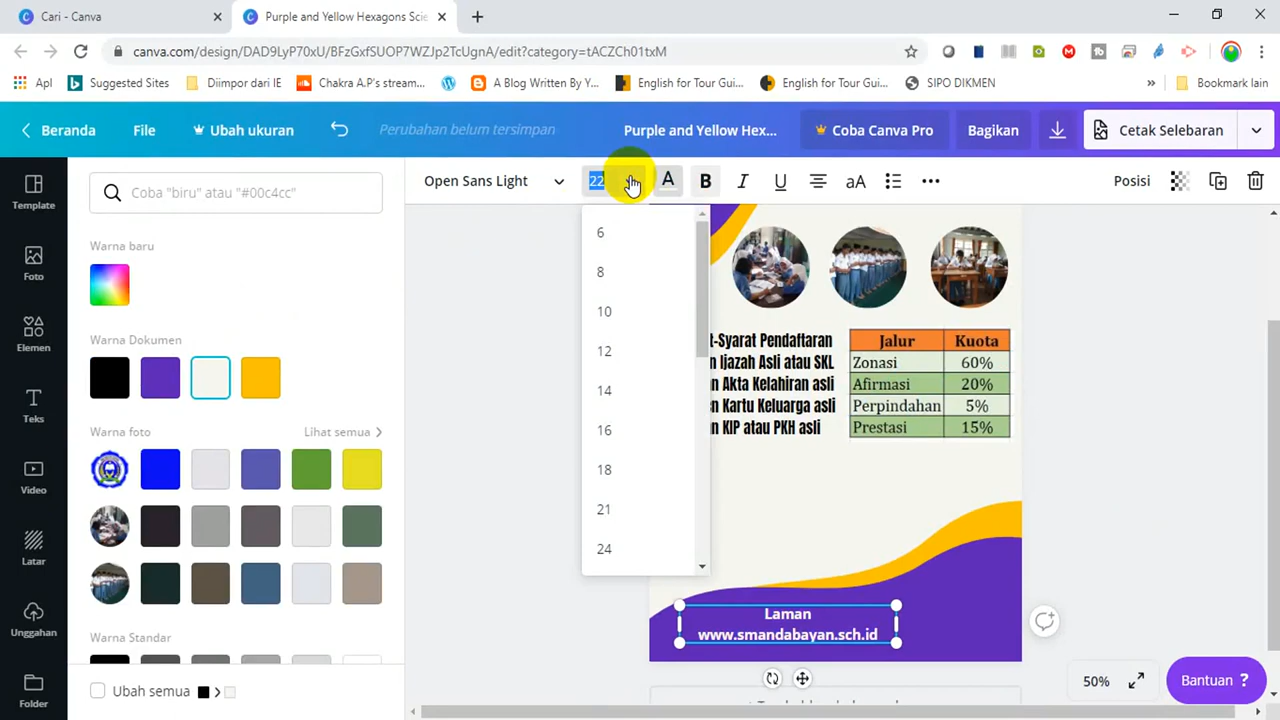 Cari - Canva
Purple and Yellow Hexagons Scie
canva.com/design/DAD9LyP70xU/BFzGxfSUOP7WZJp2TcUgnA/edit?category=tACZCh01txM
Apl
Suggested Sites
Diimpor dari IE
Chakra A.P's stream...
A Blog Written By Y...
English for Tour Gui...
English for Tour Gui...
SIPO DIKMEN
Bookmark lain
Beranda
File
Ubah ukuran
Perubahan belum tersimpan
Purple and Yellow Hex...
Coba Canva Pro
Bagikan
Cetak Selebaran
Template
Foto
Elemen
Teks
Video
Latar
Unggahan
Folder
Coba "biru" atau "#00c4cc"
Warna baru
Warna Dokumen
Warna foto
Lihat semua
Warna Standar
Ubah semua
Open Sans Light
22
A
B
I
U
aA
Posisi
6
8
10
12
14
16
18
21
24
t-Syarat Pendaftaran
n Ijazah Asli atau SKL
n Akta Kelahiran asli
n Kartu Keluarga asli
n KIP atau PKH asli
Jalur Kuota
Zonasi 60%
Afirmasi 20%
Perpindahan 5%
Prestasi 15%
Laman
www.smandabayan.sch.id
50%
Bantuan ?